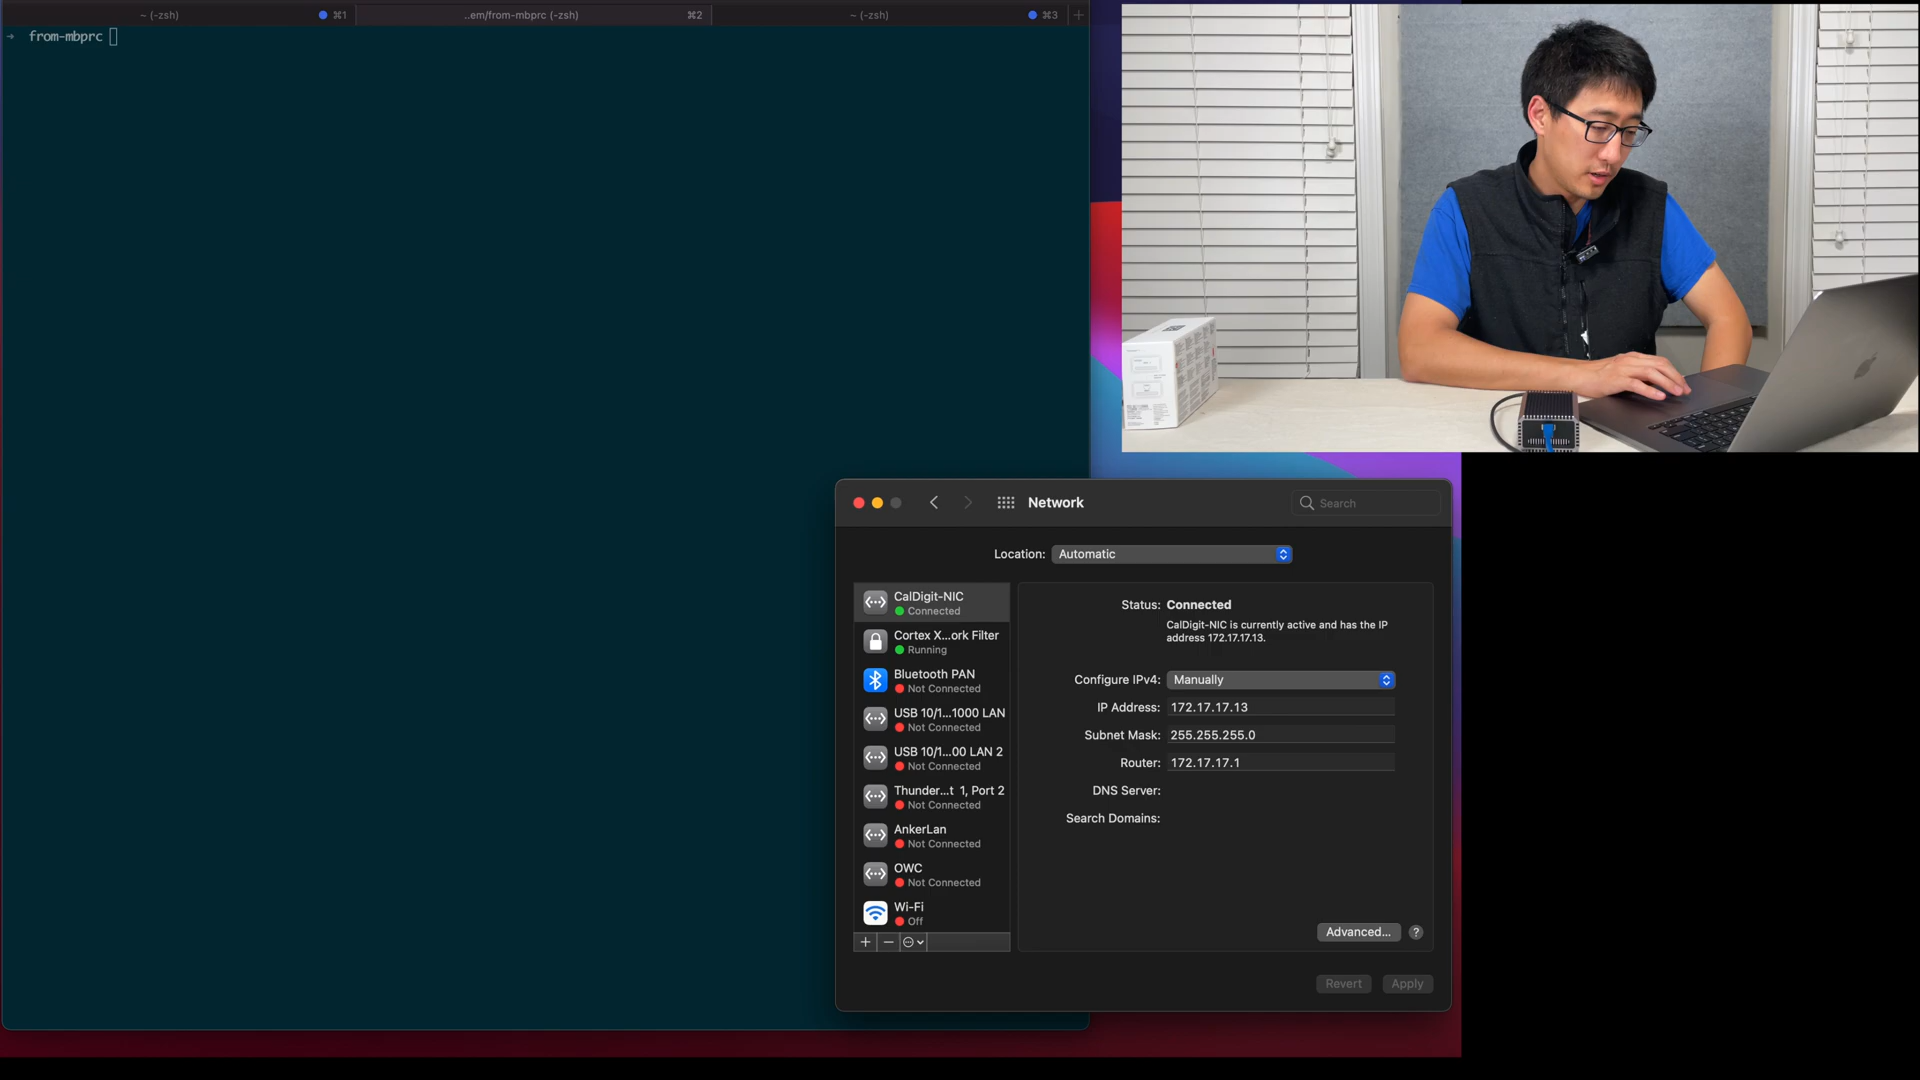 ~ (-zsh)
⌘1
..em/from-mbprc (-zsh)
⌘2
~ (-zsh)
⌘3
→ from-mbprc
Network
Search
Location: Automatic
CalDigit-NIC
Connected
Cortex X...ork Filter
Running
Bluetooth PAN
Not Connected
USB 10/1...1000 LAN
Not Connected
USB 10/1...00 LAN 2
Not Connected
Thunder...t 1, Port 2
Not Connected
AnkerLan
Not Connected
OWC
Not Connected
Wi-Fi
Off
Status: Connected
CalDigit-NIC is currently active and has the IP
address 172.17.17.13.
Configure IPv4: Manually
IP Address: 172.17.17.13
Subnet Mask: 255.255.255.0
Router: 172.17.17.1
DNS Server:
Search Domains:
Advanced...
?
Revert
Apply